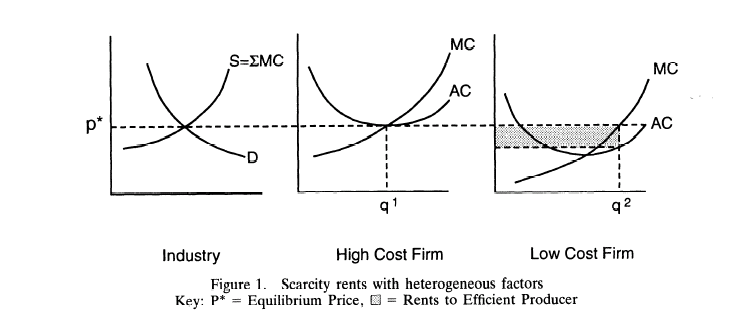 MC
S=ΣMC
MC
AC
p*
AC
D
q¹
q²
Industry
High Cost Firm
Low Cost Firm
Figure 1. Scarcity rents with heterogeneous factors
Key: P* = Equilibrium Price, ▒ = Rents to Efficient Producer